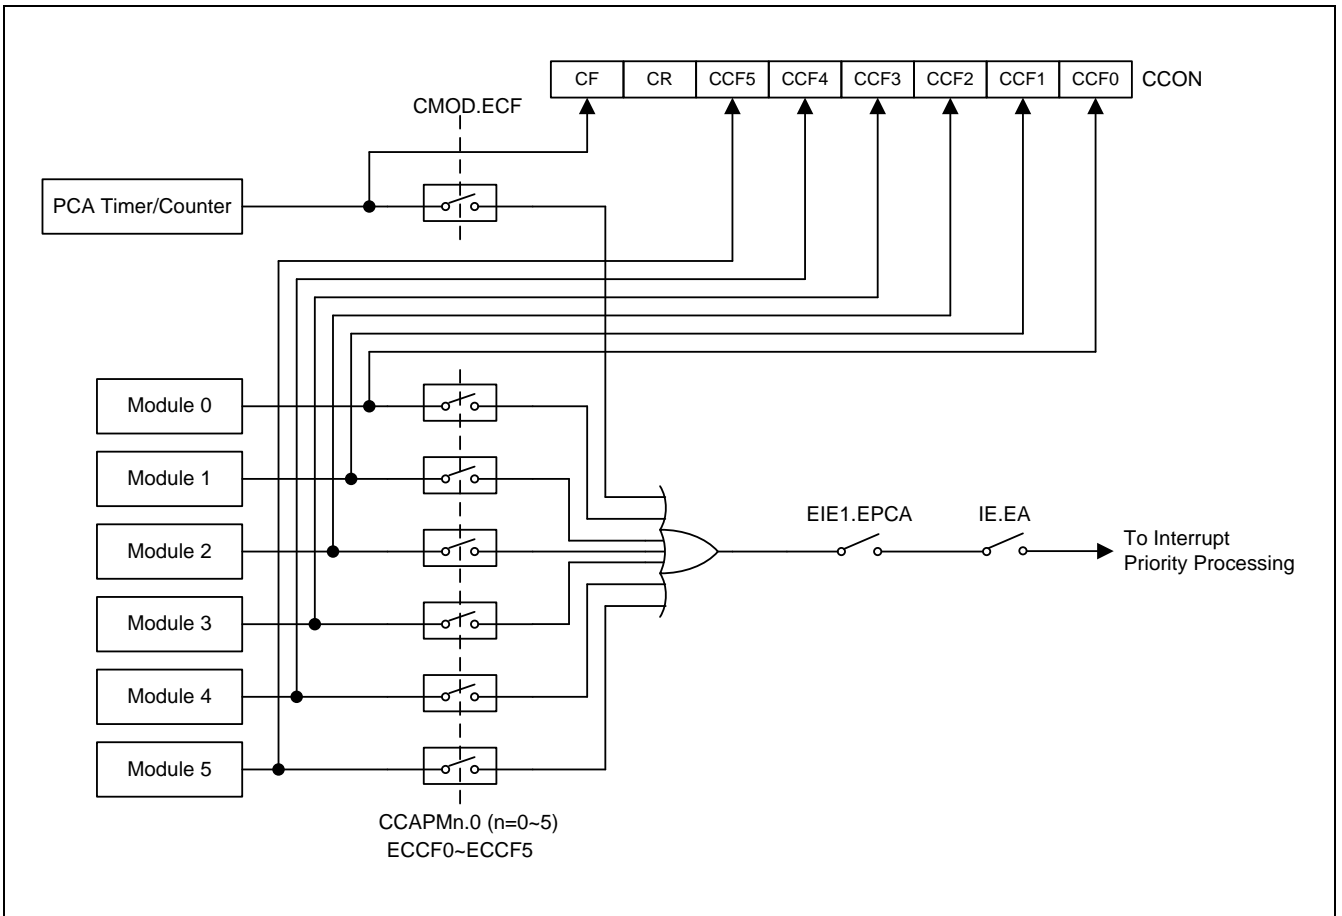 CF CR CCF5 CCF4 CCF3 CCF2 CCF1 CCF0 CCON
CMOD.ECF
PCA Timer/Counter
Module 0
Module 1
Module 2
Module 3
Module 4
Module 5
EIE1.EPCA
IE.EA
To Interrupt
Priority Processing
CCAPMn.0 (n=0~5)
ECCF0~ECCF5